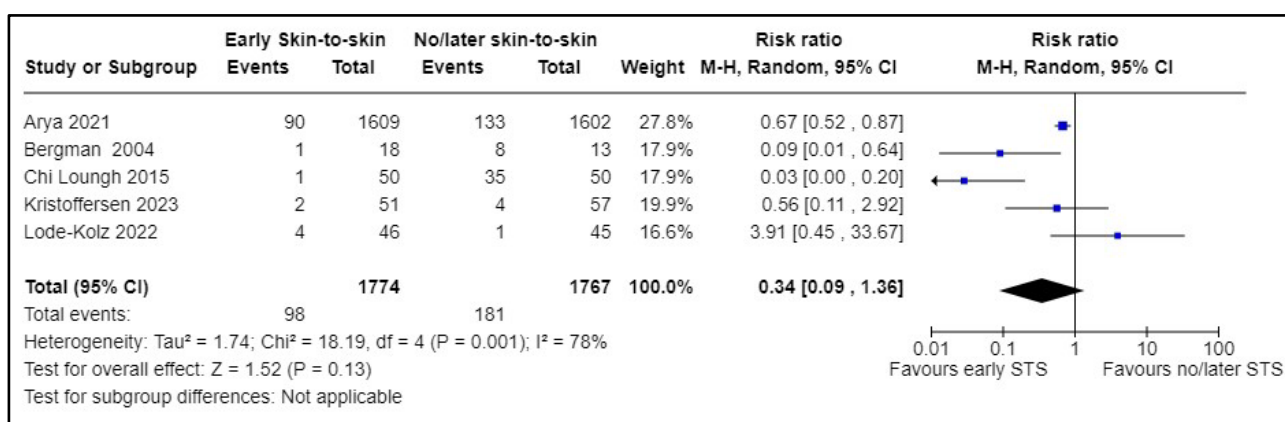 Early Skin-to-skin No/later skin-to-skin Risk ratio Risk ratio
Study or Subgroup Events Total Events Total Weight M-H, Random, 95% CI M-H, Random, 95% CI
Arya 2021 90 1609 133 1602 27.8% 0.67 [0.52 , 0.87]
Bergman 2004 1 18 8 13 17.9% 0.09 [0.01 , 0.64]
Chi Loungh 2015 1 50 35 50 17.9% 0.03 [0.00 , 0.20]
Kristoffersen 2023 2 51 4 57 19.9% 0.56 [0.11 , 2.92]
Lode-Kolz 2022 4 46 1 45 16.6% 3.91 [0.45 , 33.67]
Total (95% CI) 1774 1767 100.0% 0.34 [0.09 , 1.36]
Total events: 98 181
Heterogeneity: Tau² = 1.74; Chi² = 18.19, df = 4 (P = 0.001); I² = 78%
0.01 0.1 1 10 100
Test for overall effect: Z = 1.52 (P = 0.13)
Favours early STS Favours no/later STS
Test for subgroup differences: Not applicable